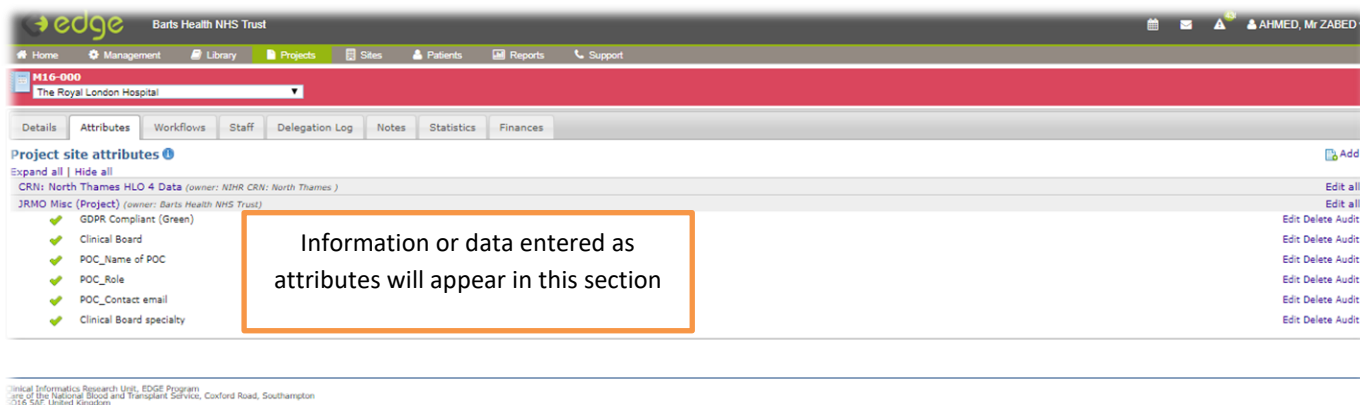 edge Barts Health NHS Trust AHMED, Mr ZABED
Home Management Library Projects Sites Patients Reports Support
M16-000
The Royal London Hospital
Details Attributes Workflows Staff Delegation Log Notes Statistics Finances
Project site attributes Add
Expand all | Hide all
CRN: North Thames HLO 4 Data (owner: NIHR CRN: North Thames ) Edit all
JRMO Misc (Project) (owner: Barts Health NHS Trust) Edit all
GDPR Compliant (Green) Edit Delete Audit
Clinical Board Edit Delete Audit
POC_Name of POC Edit Delete Audit
POC_Role Edit Delete Audit
POC_Contact email Edit Delete Audit
Clinical Board specialty Edit Delete Audit
Information or data entered as
attributes will appear in this section
Clinical Informatics Research Unit, EDGE Program
Care of the National Blood and Transplant Service, Coxford Road, Southampton
SO16 5AF, United Kingdom